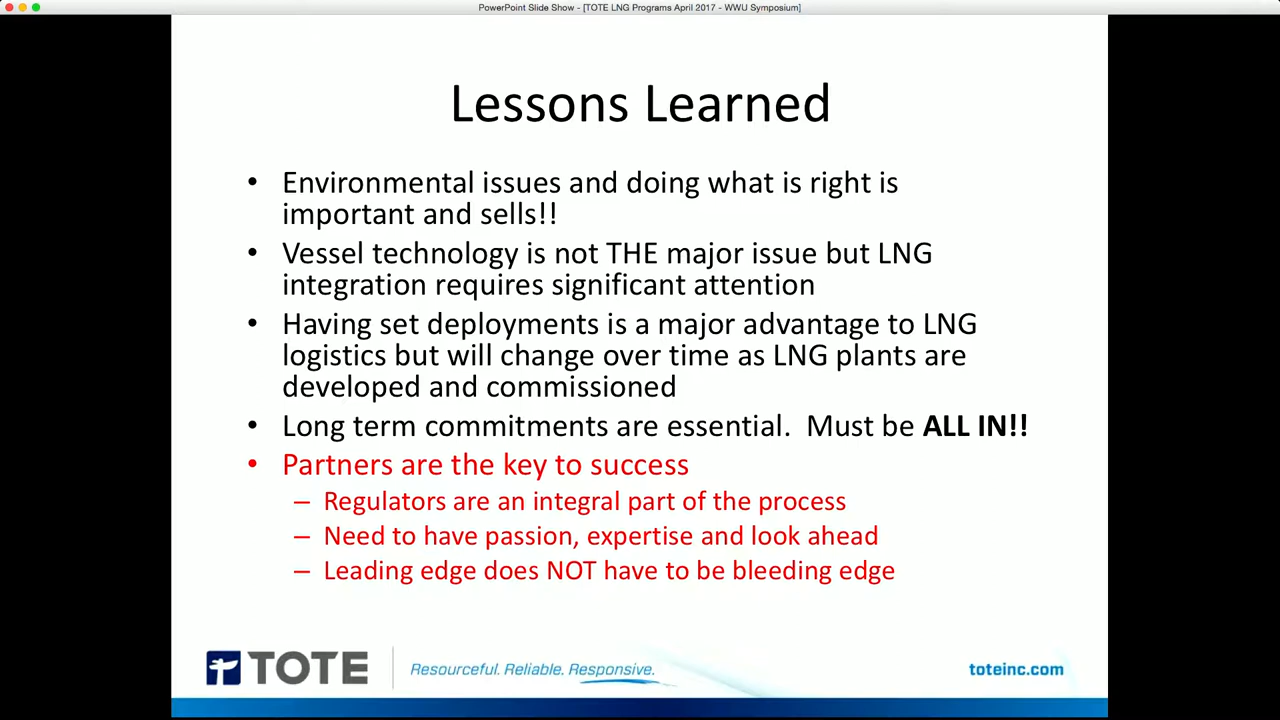 PowerPoint Slide Show - [TOTE LNG Programs April 2017 - WWU Symposium]
Lessons Learned
• Environmental issues and doing what is right is
important and sells!!
• Vessel technology is not THE major issue but LNG
integration requires significant attention
• Having set deployments is a major advantage to LNG
logistics but will change over time as LNG plants are
developed and commissioned
• Long term commitments are essential.  Must be ALL IN!!
• Partners are the key to success
– Regulators are an integral part of the process
– Need to have passion, expertise and look ahead
– Leading edge does NOT have to be bleeding edge
TOTE
Resourceful. Reliable. Responsive.
toteinc.com